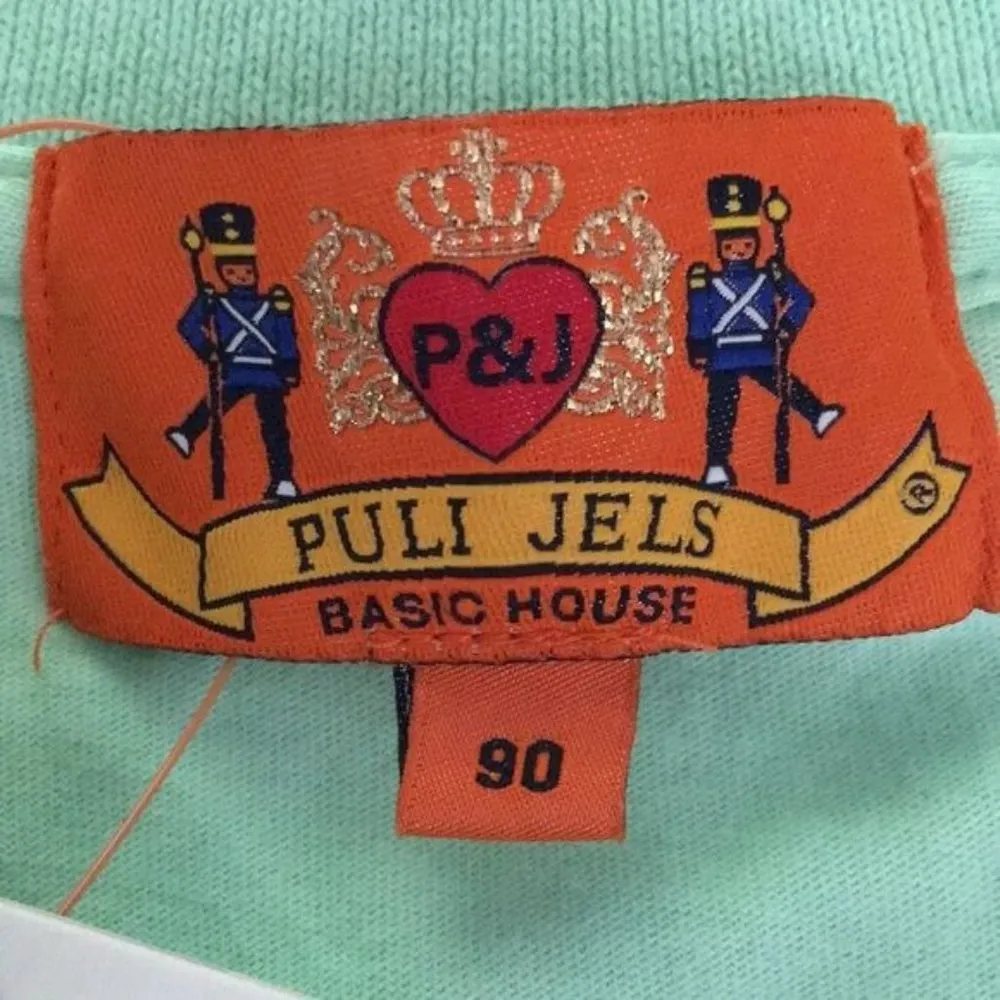 P&J
PULI JELS ®
BASIC HOUSE
90